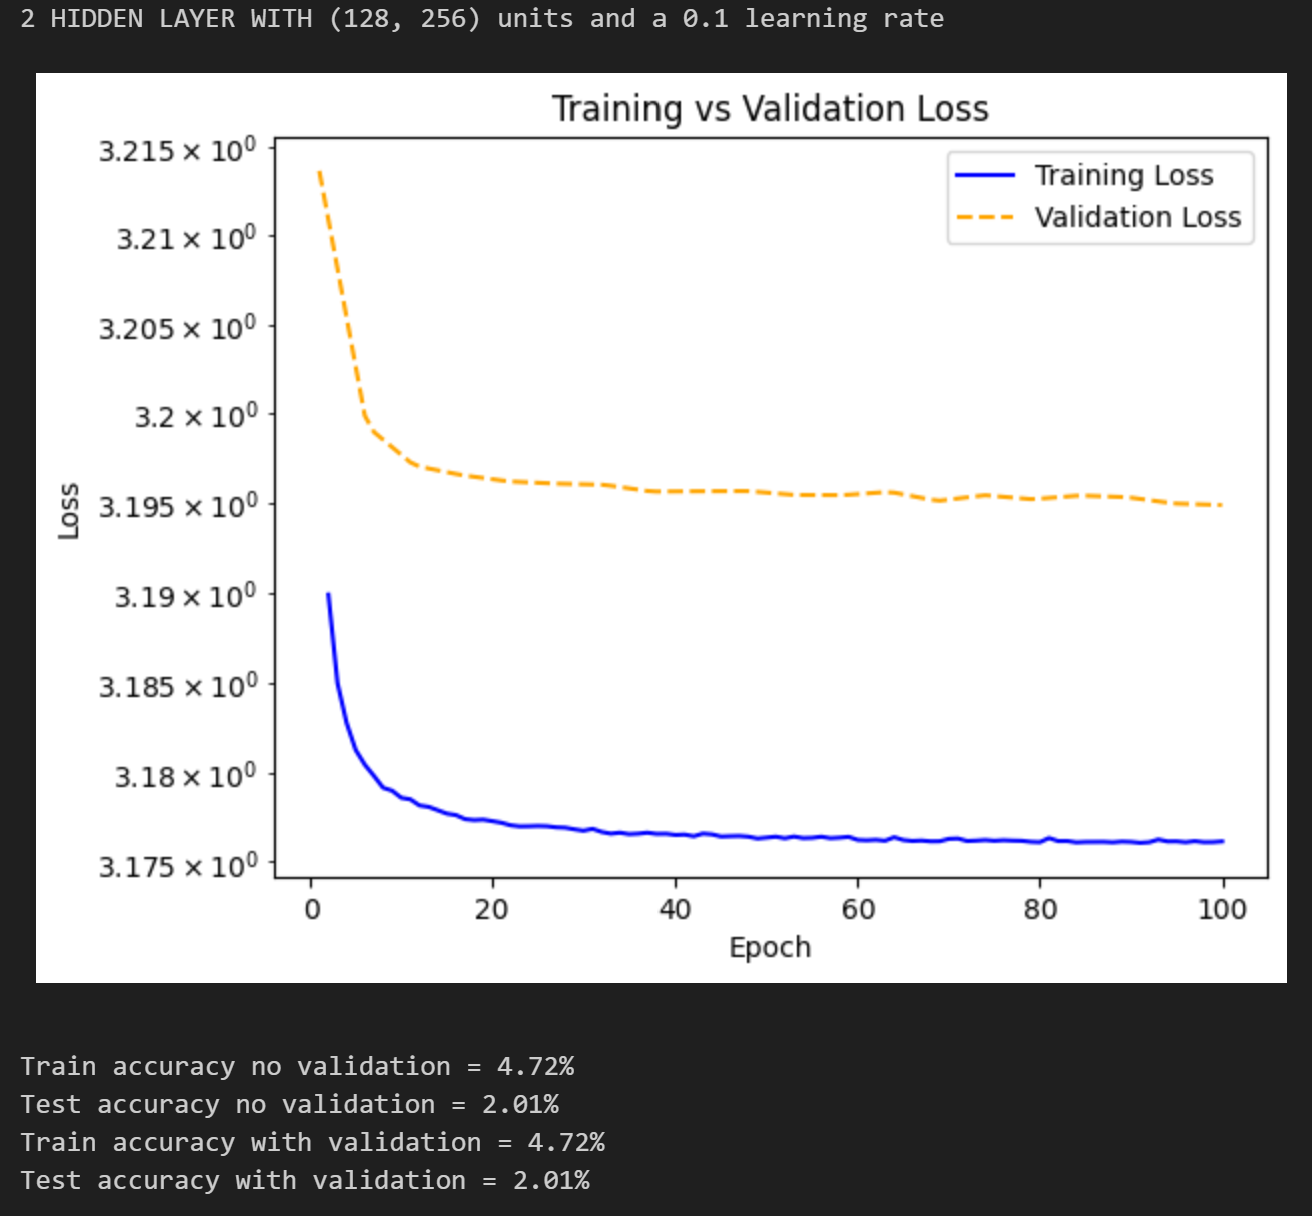 2 HIDDEN LAYER WITH (128, 256) units and a 0.1 learning rate
Training vs Validation Loss
Training Loss
Validation Loss
3.215 × 10⁰
3.21 × 10⁰
3.205 × 10⁰
3.2 × 10⁰
3.195 × 10⁰
3.19 × 10⁰
3.185 × 10⁰
3.18 × 10⁰
3.175 × 10⁰
Loss
0 20 40 60 80 100
Epoch
Train accuracy no validation = 4.72%
Test accuracy no validation = 2.01%
Train accuracy with validation = 4.72%
Test accuracy with validation = 2.01%